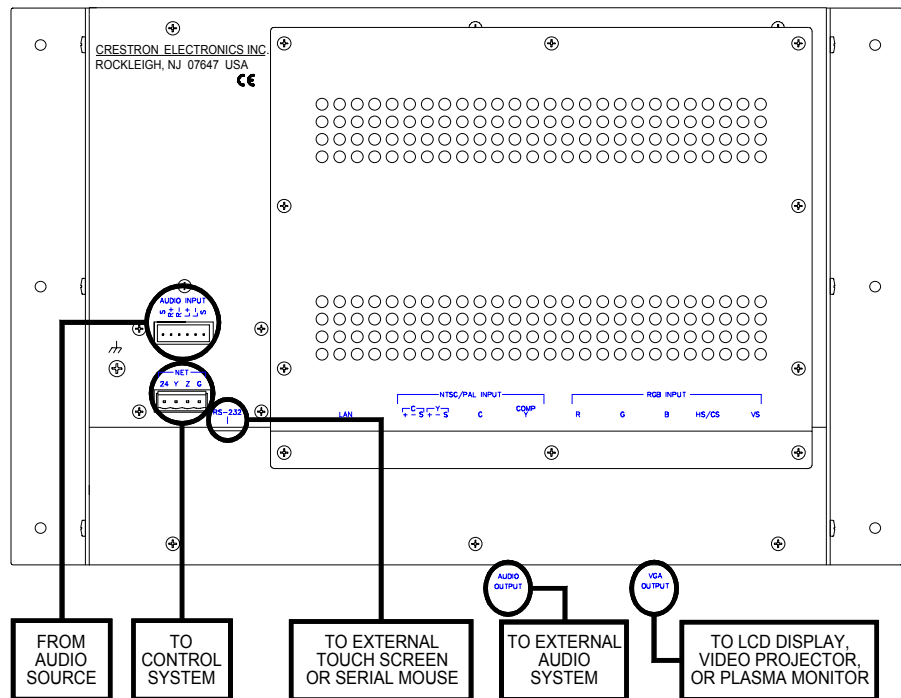 CRESTRON ELECTRONICS INC.
ROCKLEIGH, NJ 07647 USA
CE
AUDIO INPUT
S R+ R- L+ L- S
NET
24 Y Z G
RS-232
LAN
NTSC/PAL INPUT
C Y
+ - S + - S
C
COMP
Y
RGB INPUT
R G B HS/CS VS
AUDIO
OUTPUT
VGA
OUTPUT
FROM
AUDIO
SOURCE
TO
CONTROL
SYSTEM
TO EXTERNAL
TOUCH SCREEN
OR SERIAL MOUSE
TO EXTERNAL
AUDIO
SYSTEM
TO LCD DISPLAY,
VIDEO PROJECTOR,
OR PLASMA MONITOR